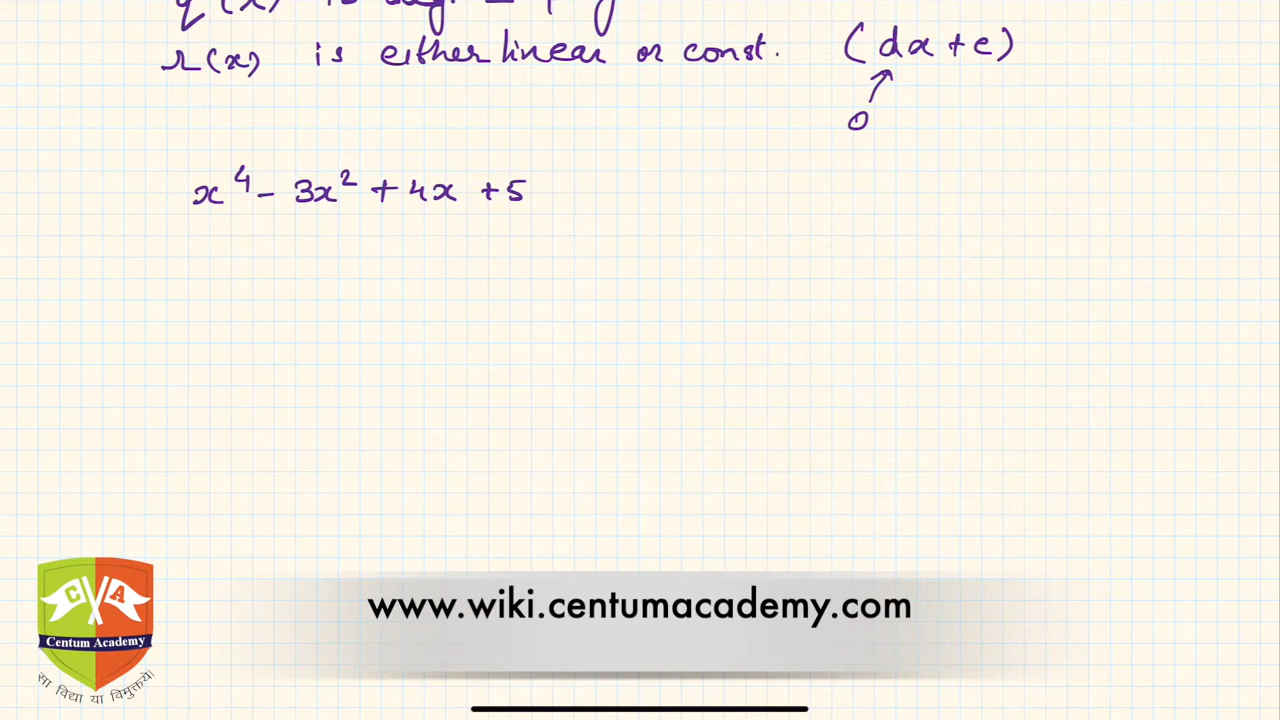 r(x) is either linear or const. (dx + e)
0
x⁴ - 3x² + 4x + 5
C A
Centum Academy
सा विद्या या विमुक्तये।
www.wiki.centumacademy.com